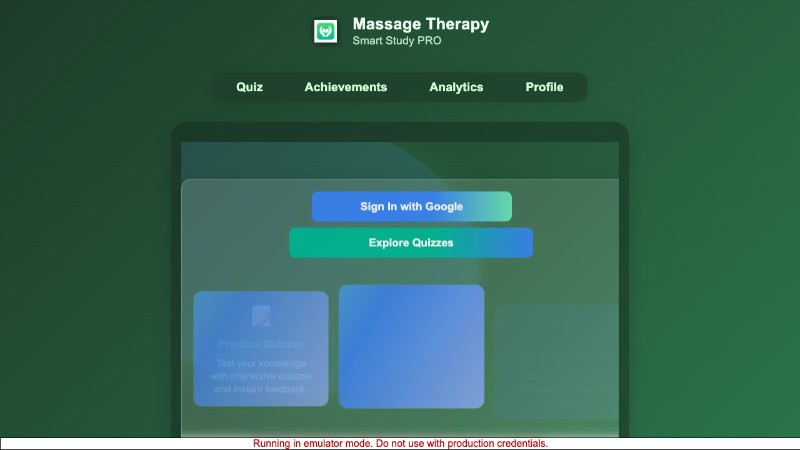 Massage Therapy
Smart Study PRO
Quiz
Achievements
Analytics
Profile
Sign In with Google
Explore Quizzes
Practice Quizzes
Test your knowledge
with interactive quizzes
and instant feedback.
Running in emulator mode. Do not use with production credentials.